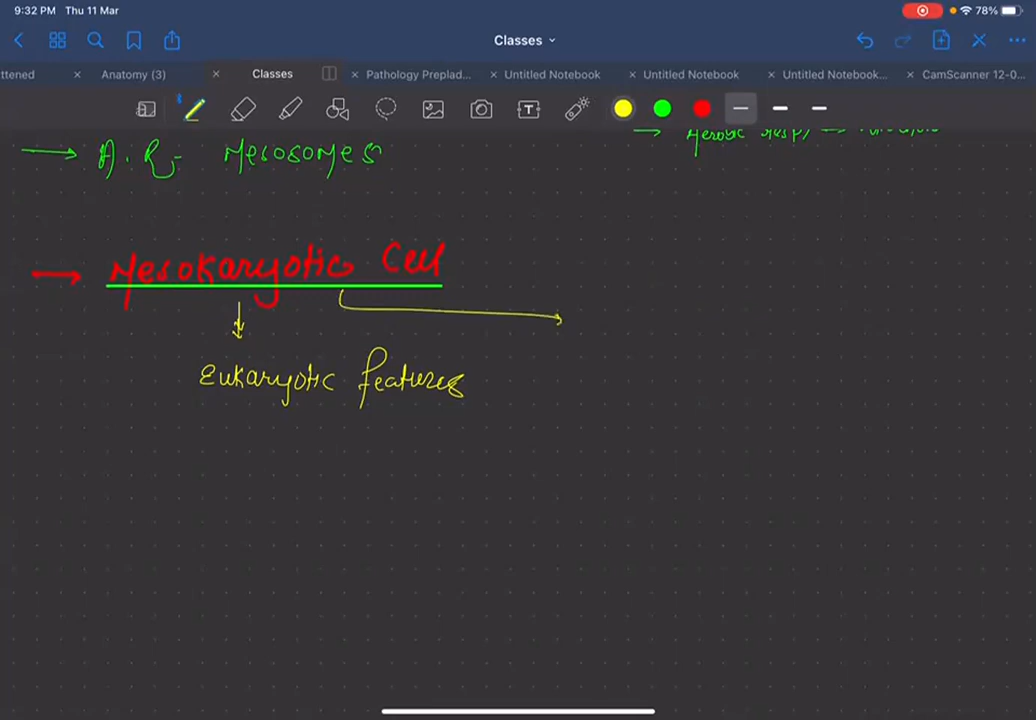 9:32 PM Thu 11 Mar
78%
Classes
ttened
Anatomy (3)
Classes
Pathology Preplad...
Untitled Notebook
Untitled Notebook
Untitled Notebook...
CamScanner 12-0...
T
→ A.R;- Mesosomes
→ Mesokaryotic Cell
Eukaryotic features